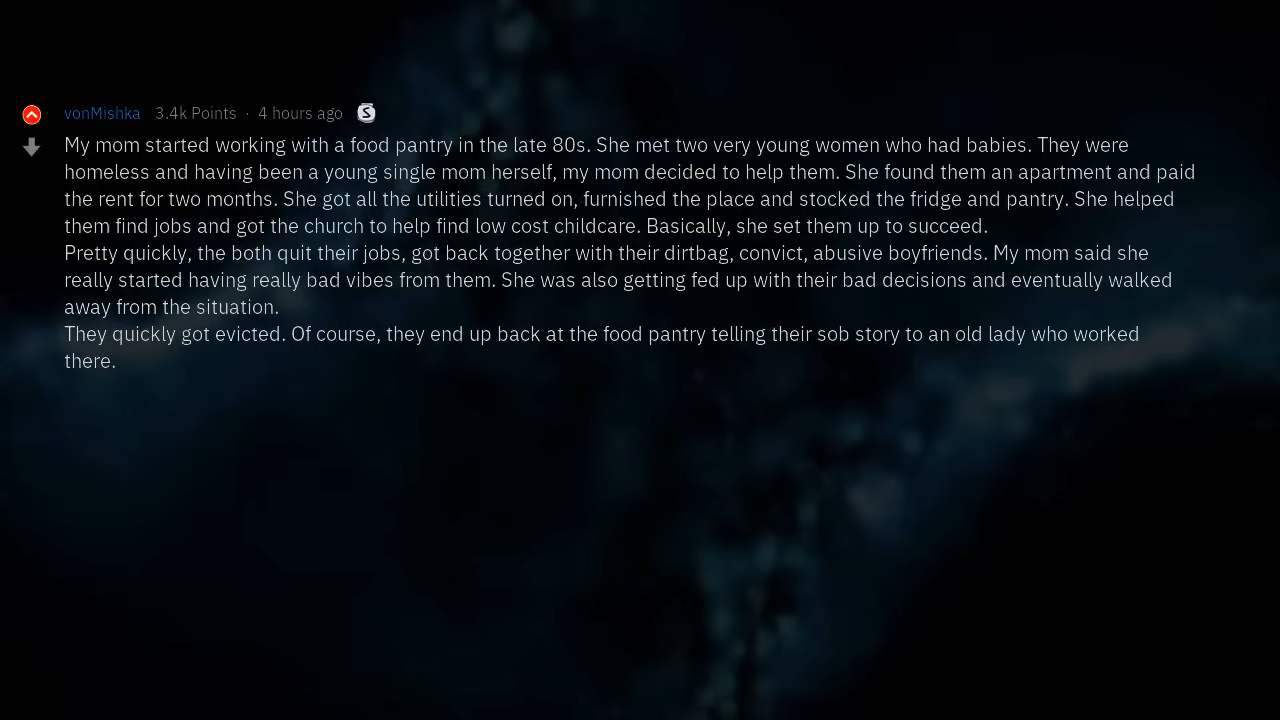 vonMishka 3.4k Points · 4 hours ago S
My mom started working with a food pantry in the late 80s. She met two very young women who had babies. They were
homeless and having been a young single mom herself, my mom decided to help them. She found them an apartment and paid
the rent for two months. She got all the utilities turned on, furnished the place and stocked the fridge and pantry. She helped
them find jobs and got the church to help find low cost childcare. Basically, she set them up to succeed.
Pretty quickly, the both quit their jobs, got back together with their dirtbag, convict, abusive boyfriends. My mom said she
really started having really bad vibes from them. She was also getting fed up with their bad decisions and eventually walked
away from the situation.
They quickly got evicted. Of course, they end up back at the food pantry telling their sob story to an old lady who worked
there.